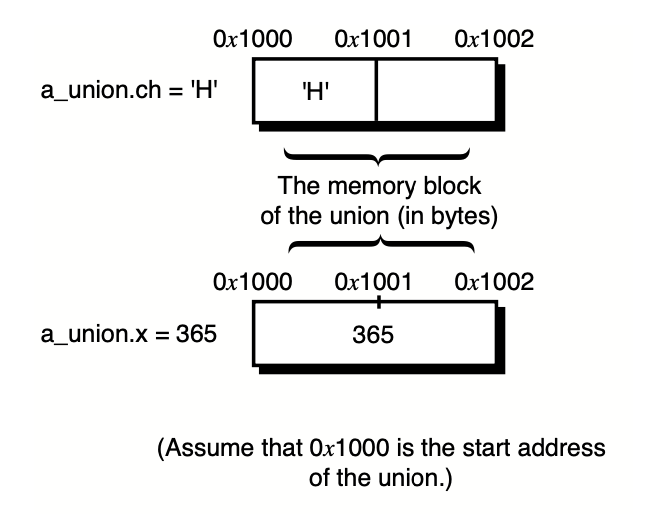 0x1000 0x1001 0x1002
a_union.ch = 'H' 'H'
The memory block
of the union (in bytes)
0x1000 0x1001 0x1002
a_union.x = 365 365
(Assume that 0x1000 is the start address
of the union.)